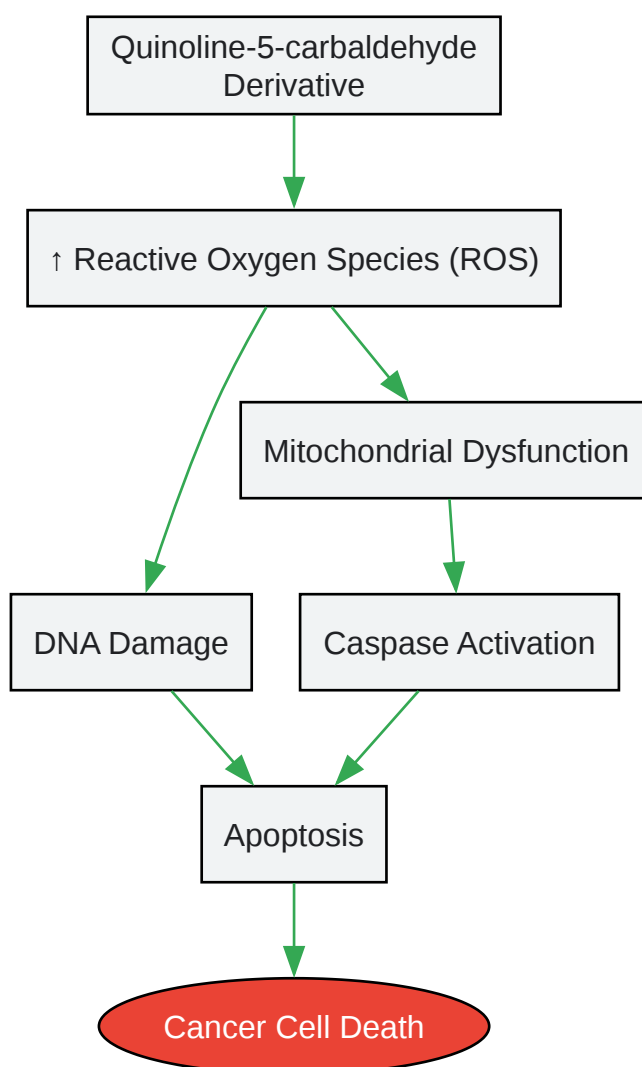 Quinoline-5-carbaldehyde
Derivative
↑ Reactive Oxygen Species (ROS)
Mitochondrial Dysfunction
DNA Damage
Caspase Activation
Apoptosis
Cancer Cell Death